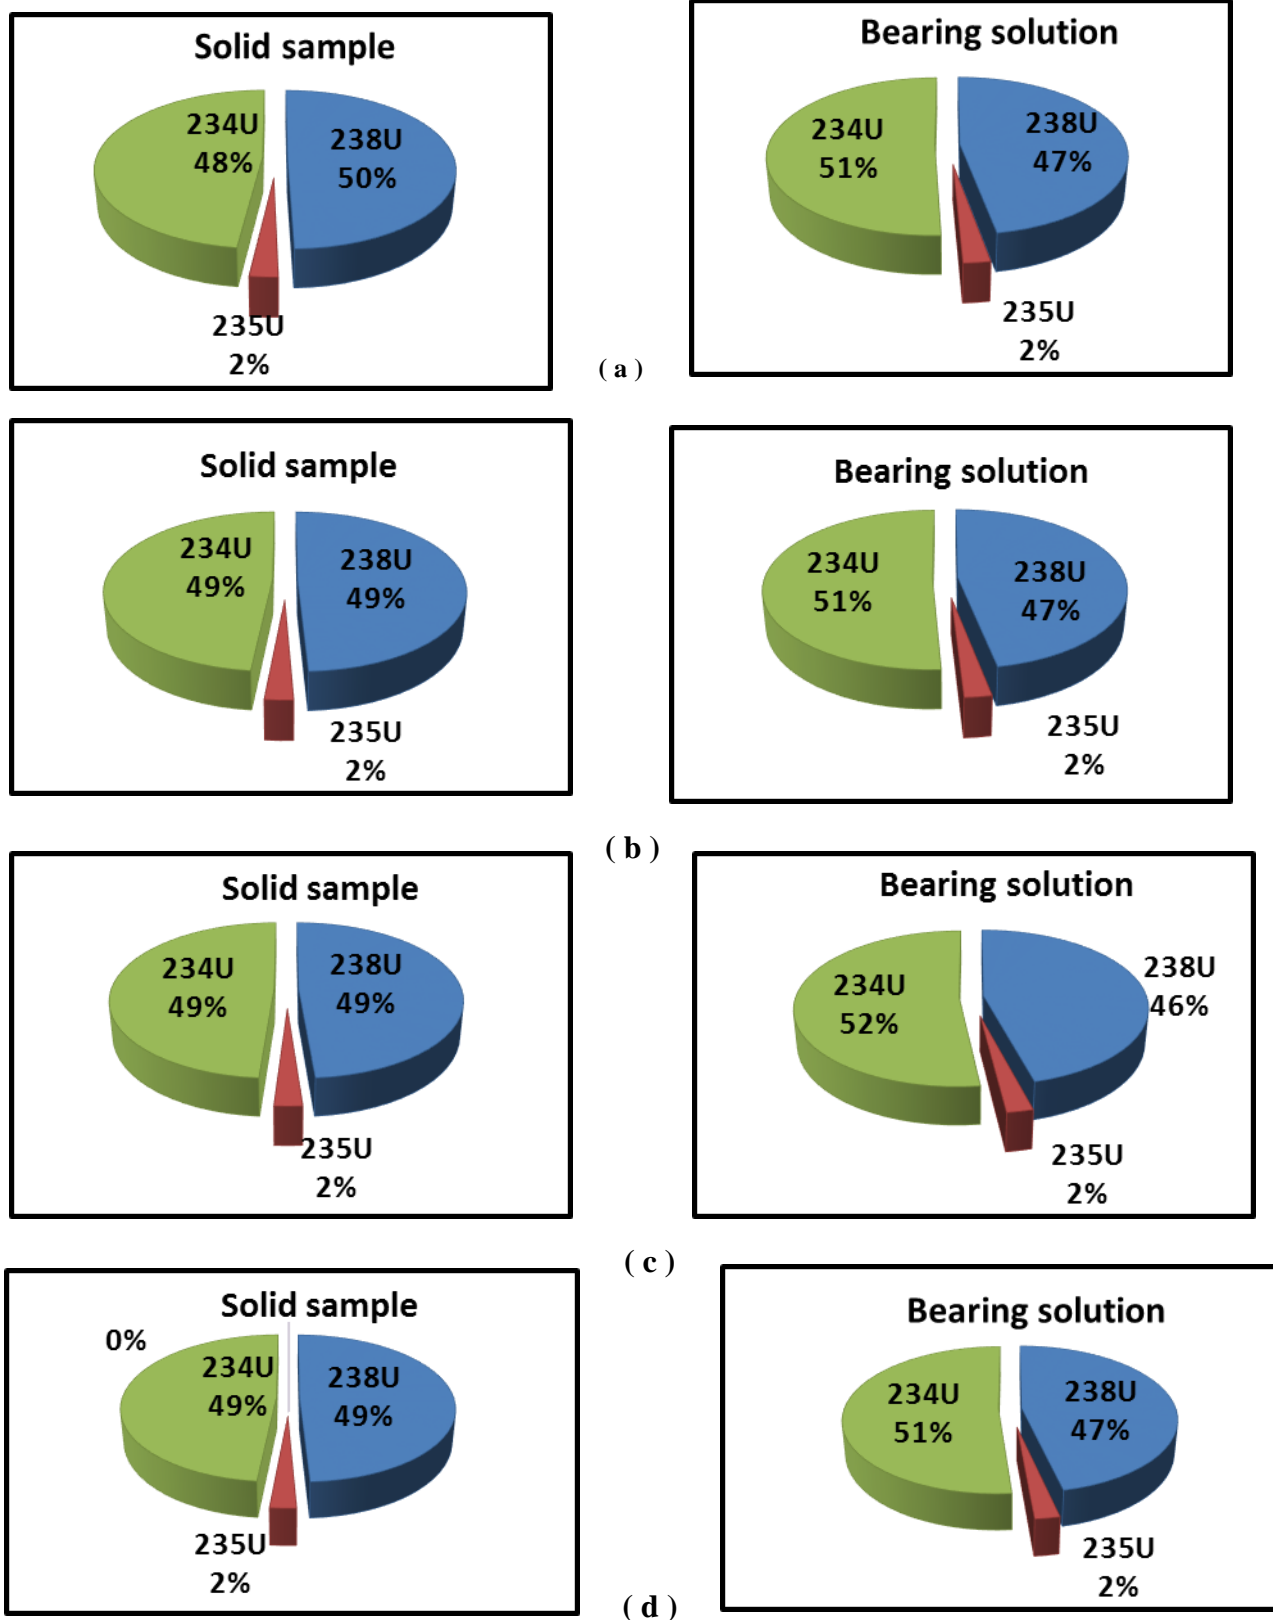 Solid sample
234U
48%
238U
50%
235U
2%
Bearing solution
234U
51%
238U
47%
235U
2%
( a )
Solid sample
234U
49%
238U
49%
235U
2%
Bearing solution
234U
51%
238U
47%
235U
2%
( b )
Solid sample
234U
49%
238U
49%
235U
2%
Bearing solution
234U
52%
238U
46%
235U
2%
( c )
Solid sample
0%
234U
49%
238U
49%
235U
2%
Bearing solution
234U
51%
238U
47%
235U
2%
( d )